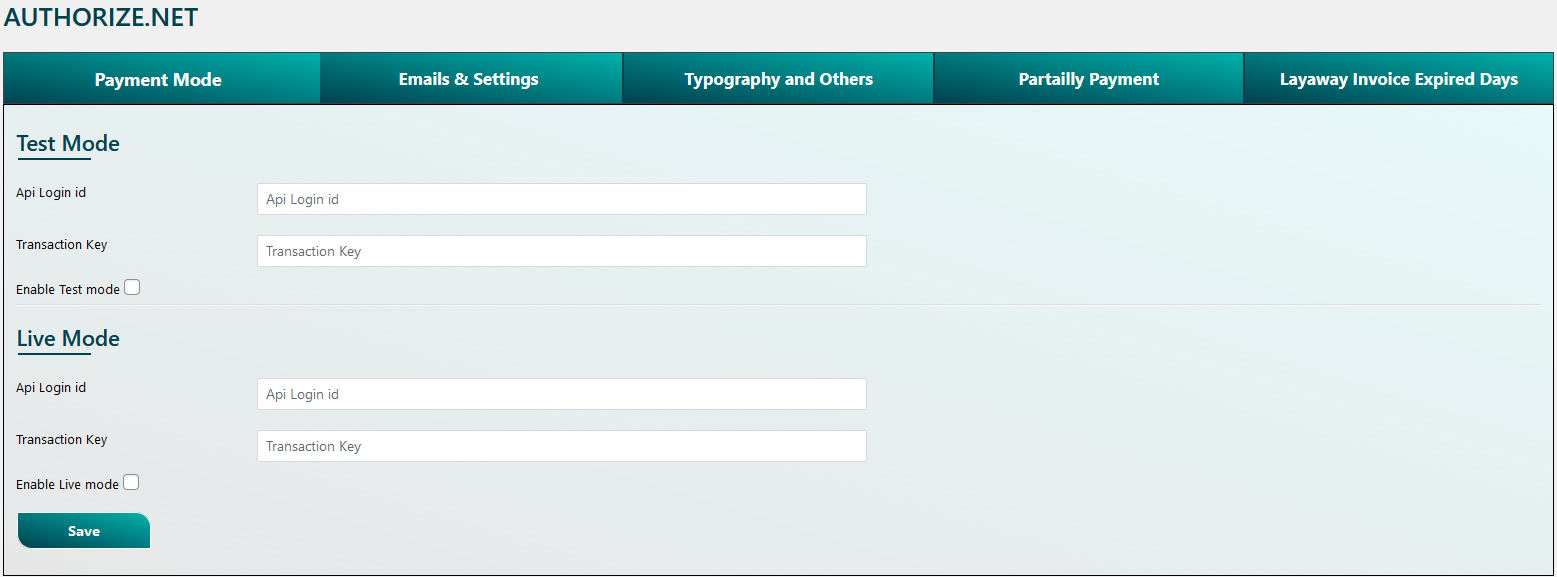 AUTHORIZE.NET
Payment Mode Emails & Settings Typography and Others Partailly Payment Layaway Invoice Expired Days
Test Mode
Api Login id Api Login id
Transaction Key Transaction Key
Enable Test mode
Live Mode
Api Login id Api Login id
Transaction Key Transaction Key
Enable Live mode
Save